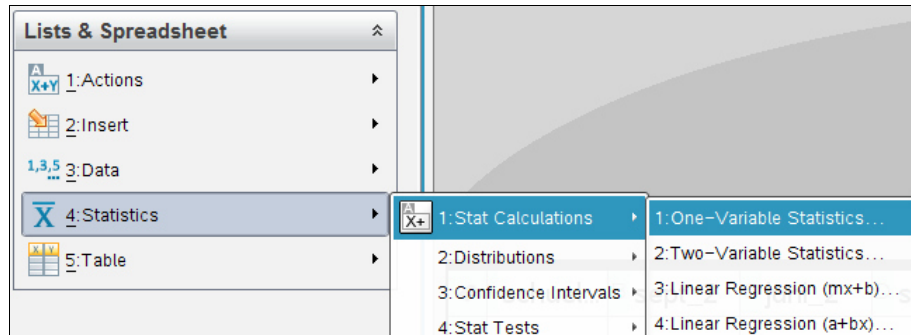 Lists & Spreadsheet
1:Actions
2:Insert
1,3,5 3:Data
4:Statistics
5:Table
1:Stat Calculations
2:Distributions
3:Confidence Intervals
4:Stat Tests
1:One-Variable Statistics...
2:Two-Variable Statistics...
3:Linear Regression (mx+b)...
4:Linear Regression (a+bx)...